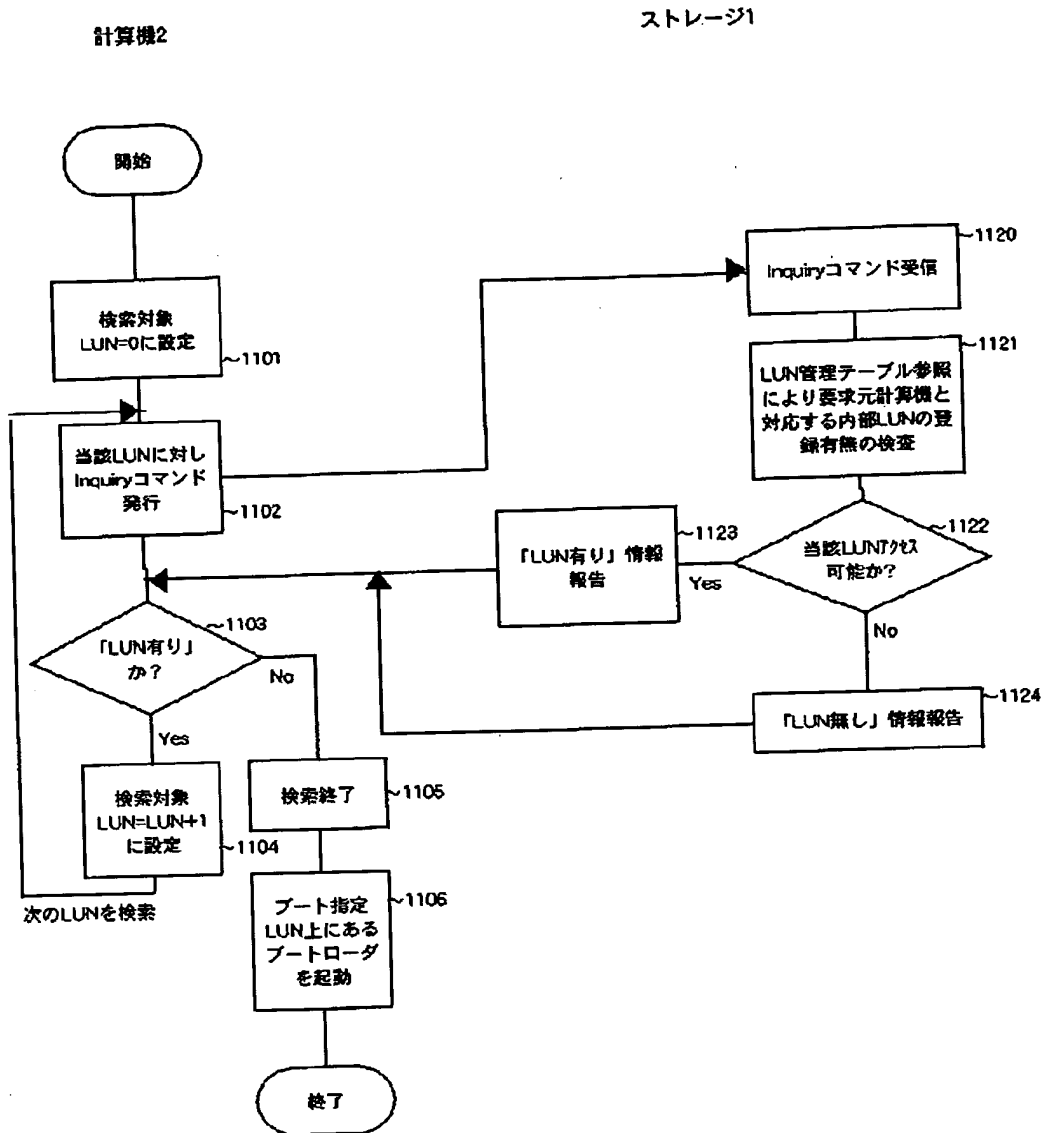 計算機2
ストレージ1
開始
検索対象
LUN=0に設定
~1101
当該LUNに対し
Inquiryコマンド
発行
~1102
「LUN有り」
か？
1103
Yes
No
検索対象
LUN=LUN+1
に設定
~1104
次のLUNを検索
検索終了
~1105
ブート指定
LUN上にある
ブートローダ
を起動
~1106
終了
Inquiryコマンド受信
~1120
LUN管理テーブル参照
により要求元計算機と
対応する内部LUNの登
録有無の検査
~1121
当該LUNアクセス
可能か？
1122
Yes
No
「LUN有り」情報
報告
~1123
「LUN無し」情報報告
~1124